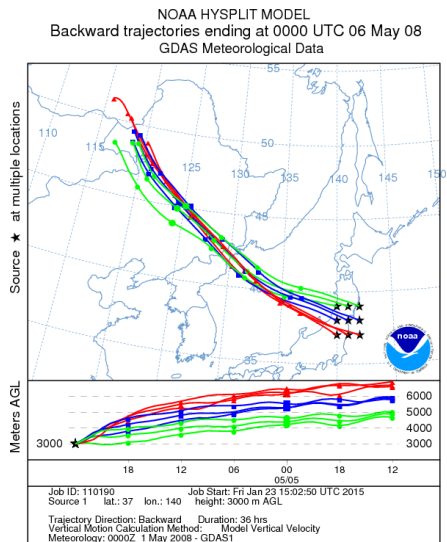 NOAA HYSPLIT MODEL
Backward trajectories ending at 0000 UTC 06 May 08
GDAS Meteorological Data
Source ★ at multiple locations
55
110
115
125
50
130
135
140
145
150
45
40
35
noaa
Meters AGL
6000
5000
4000
3000
3000
18 12 06 00 18 12
05/05
Job ID: 110190 Job Start: Fri Jan 23 15:02:50 UTC 2015
Source 1 lat.: 37 lon.: 140 height: 3000 m AGL
Trajectory Direction: Backward Duration: 36 hrs
Vertical Motion Calculation Method: Model Vertical Velocity
Meteorology: 0000Z 1 May 2008 - GDAS1